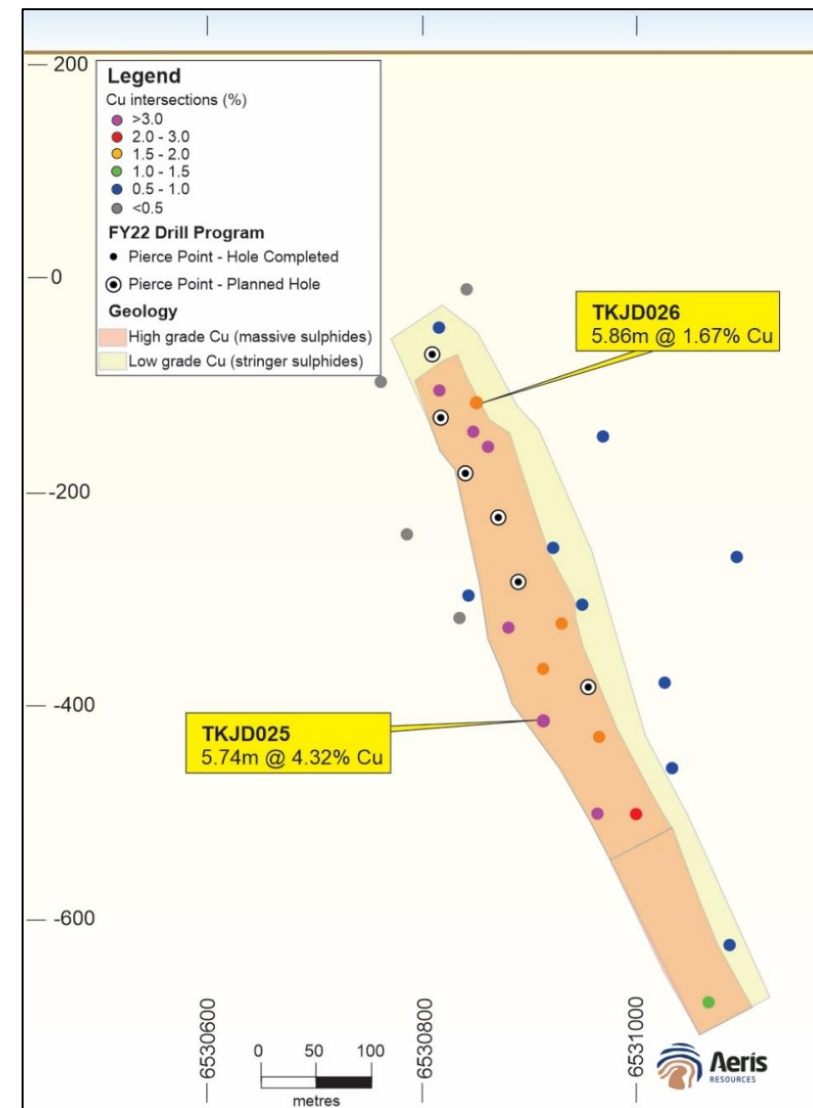 200
Legend
Cu intersections (%)
>3.0
2.0 - 3.0
1.5 - 2.0
1.0 - 1.5
0.5 - 1.0
<0.5
FY22 Drill Program
Pierce Point - Hole Completed
Pierce Point - Planned Hole
Geology
High grade Cu (massive sulphides)
Low grade Cu (stringer sulphides)
0
TKJD026
5.86m @ 1.67% Cu
-200
-400
TKJD025
5.74m @ 4.32% Cu
-600
6530600
6530800
6531000
0 50 100
metres
Aeris
RESOURCES